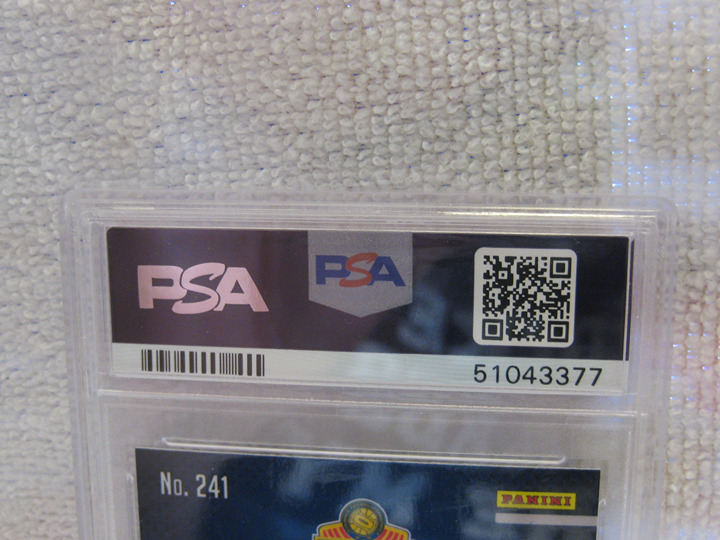 PSA
PSA
51043377
No. 241
PANINI